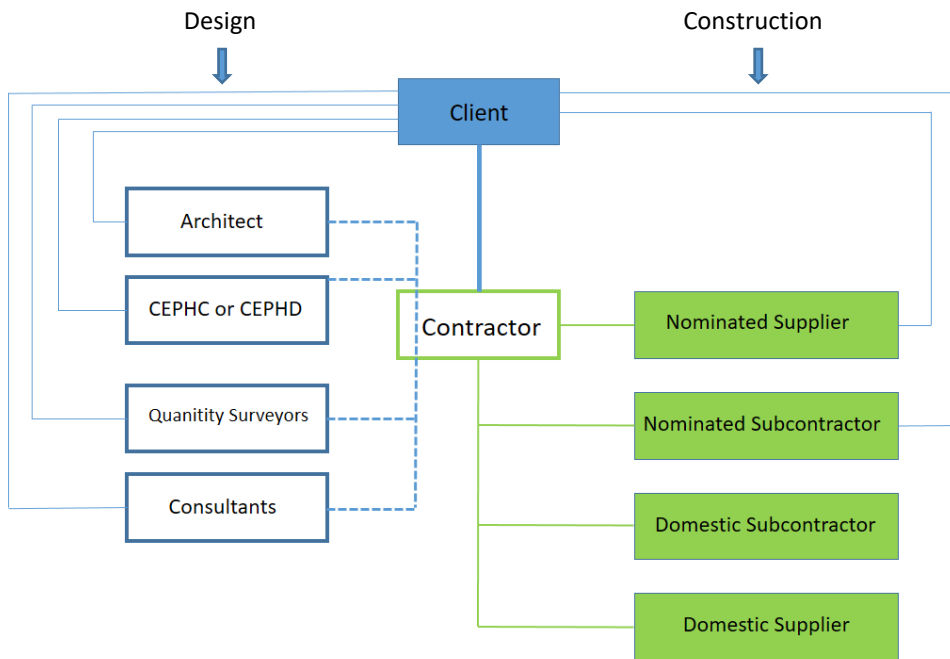 Design
Construction
Client
Architect
CEPHC or CEPHD
Quanitity Surveyors
Consultants
Contractor
Nominated Supplier
Nominated Subcontractor
Domestic Subcontractor
Domestic Supplier